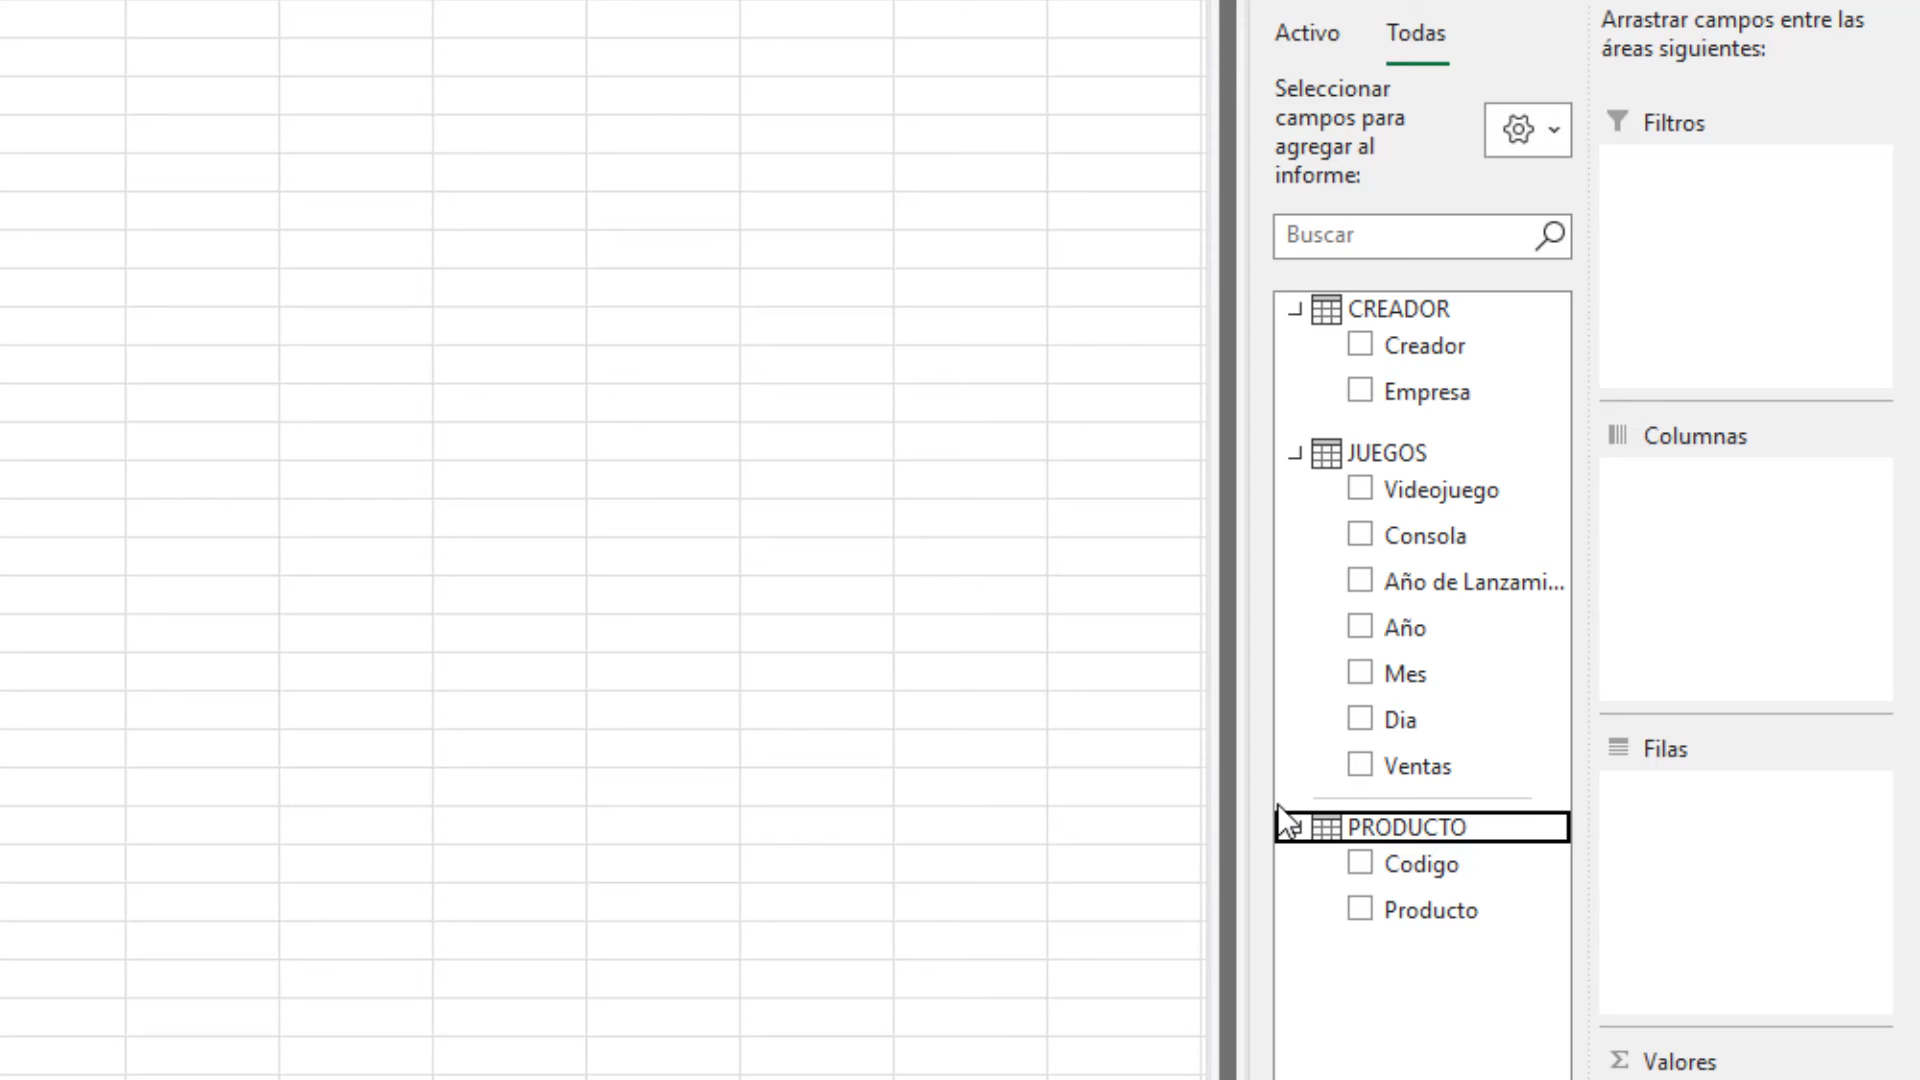 Activo
Todas
Seleccionar
campos para
agregar al
informe:
Buscar
CREADOR
Creador
Empresa
JUEGOS
Videojuego
Consola
Año de Lanzami...
Año
Mes
Dia
Ventas
PRODUCTO
Codigo
Producto
Arrastrar campos entre las
áreas siguientes:
Filtros
Columnas
Filas
Σ Valores